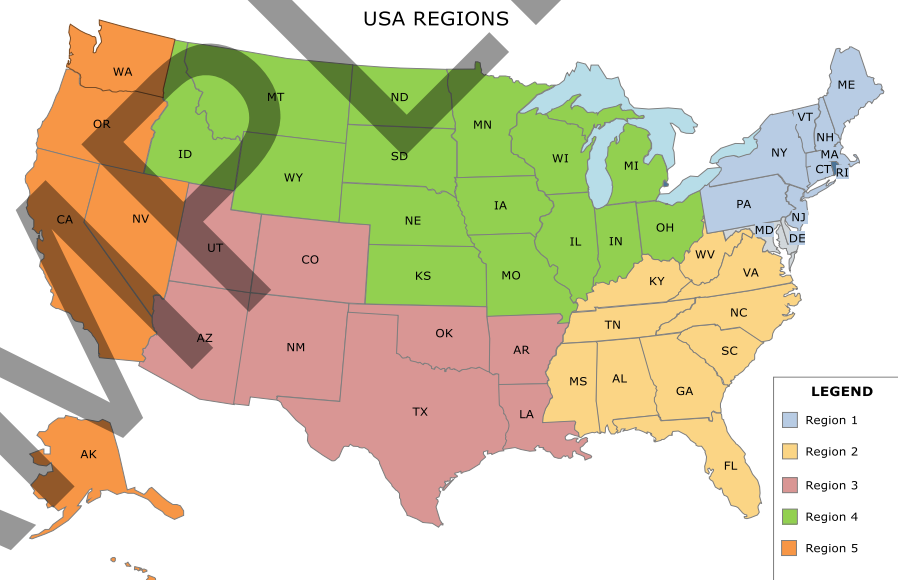 USA REGIONS
WA
OR
CA
NV
ID
MT
WY
UT
CO
AZ
NM
ND
SD
NE
KS
OK
TX
MN
IA
MO
AR
LA
WI
IL
MI
IN
OH
KY
TN
MS
AL
GA
FL
SC
NC
VA
WV
PA
NY
VT
NH
ME
MA
CT
RI
NJ
MD
DE
AK
LEGEND
Region 1
Region 2
Region 3
Region 4
Region 5